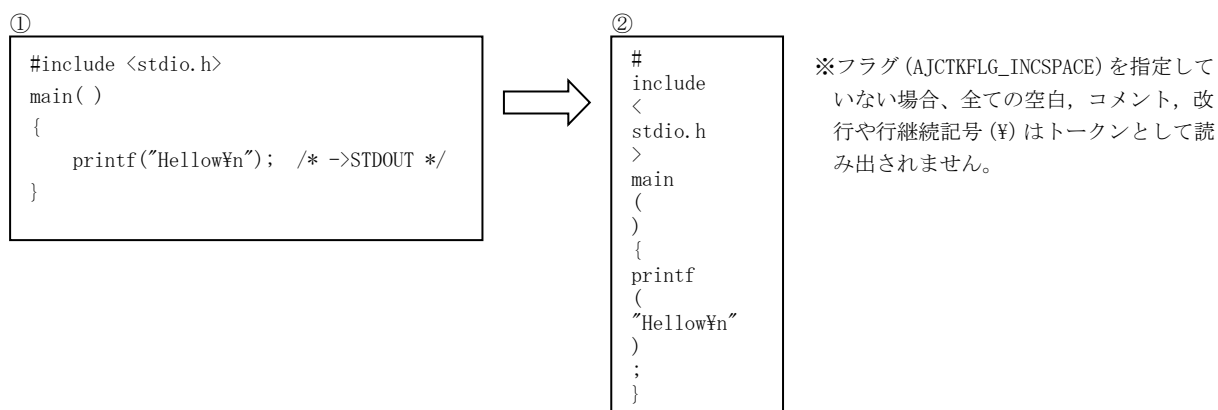 ①
#include <stdio.h>
main( )
{
printf("Hellow¥n"); /* ->STDOUT */
}
②
#
include
<
stdio.h
>
main
(
)
{
printf
(
"Hellow¥n"
)
;
}
※フラグ(AJCTKFLG_INCSPACE)を指定して
いない場合、全ての空白，コメント，改
行や行継続記号(¥)はトークンとして読
み出されません。